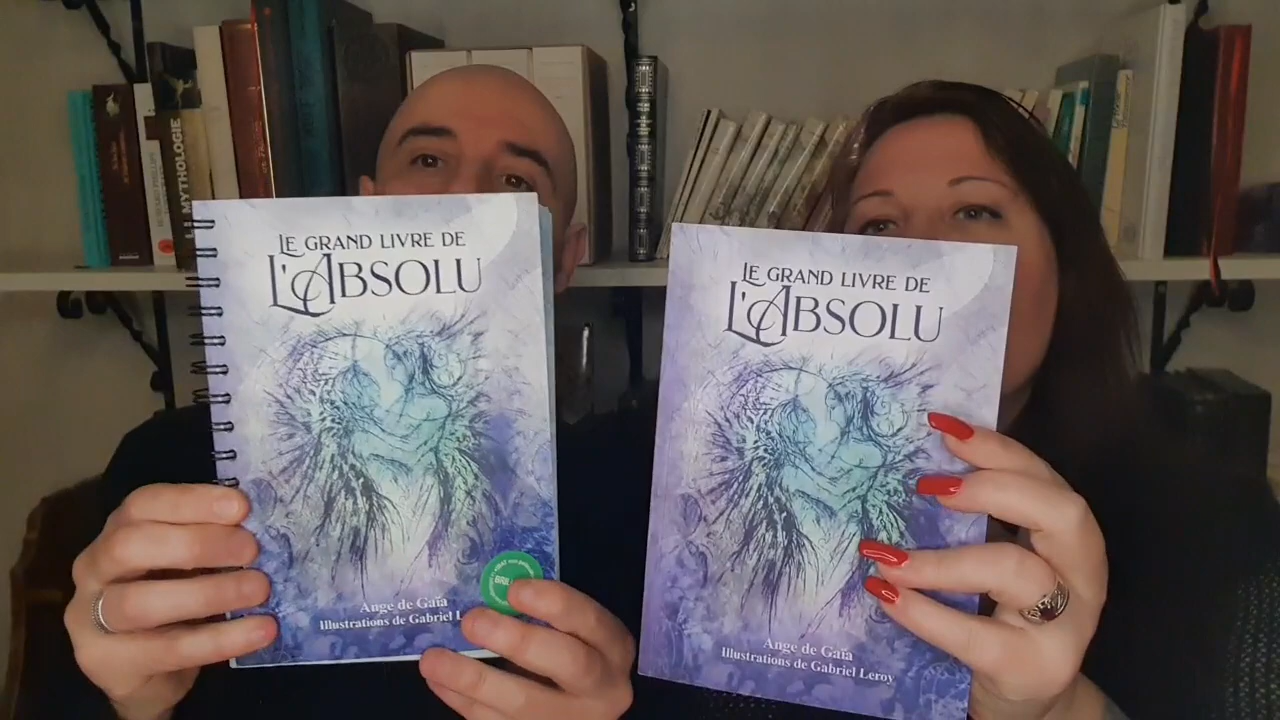 MYTHOLOGIE
LE GRAND LIVRE DE
L'ABSOLU
BRIL
Ange de Gaïa
Illustrations de Gabriel L
LE GRAND LIVRE DE
L'ABSOLU
Ange de Gaïa
Illustrations de Gabriel Leroy